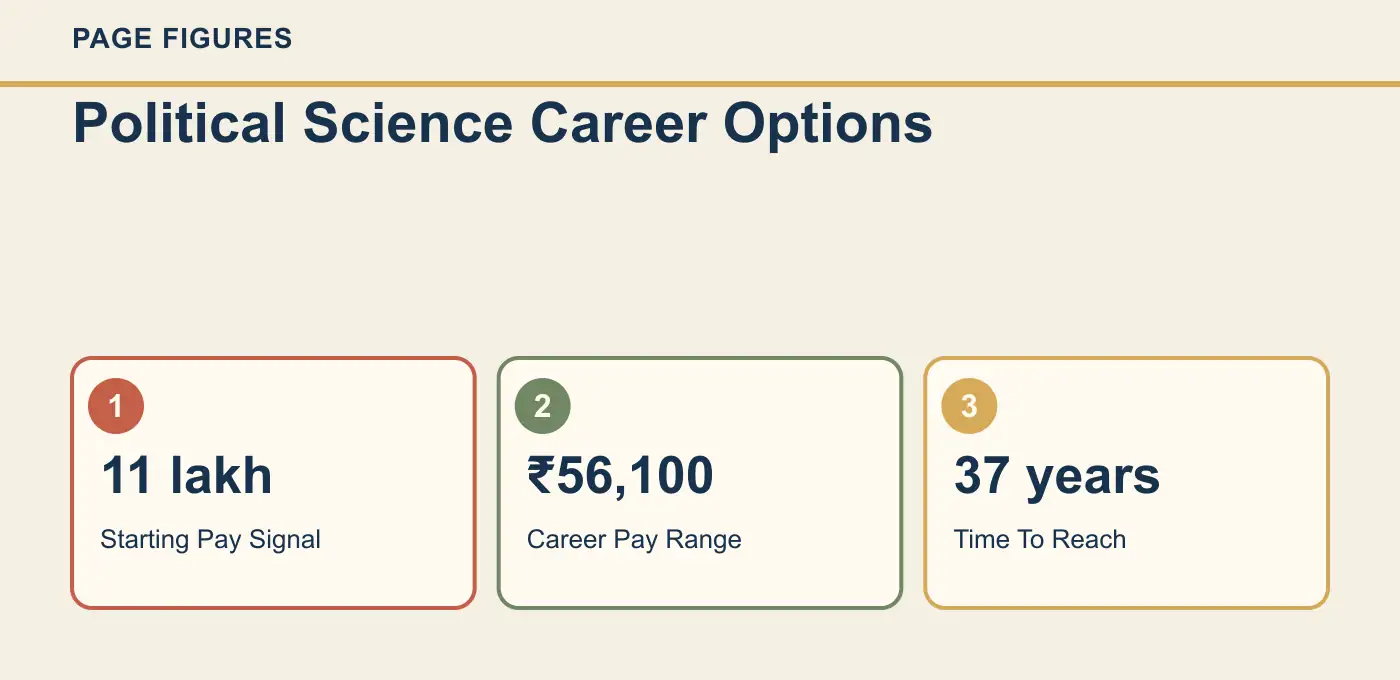 PAGE FIGURES
Political Science Career Options
1
11 lakh
Starting Pay Signal
2
₹56,100
Career Pay Range
3
37 years
Time To Reach